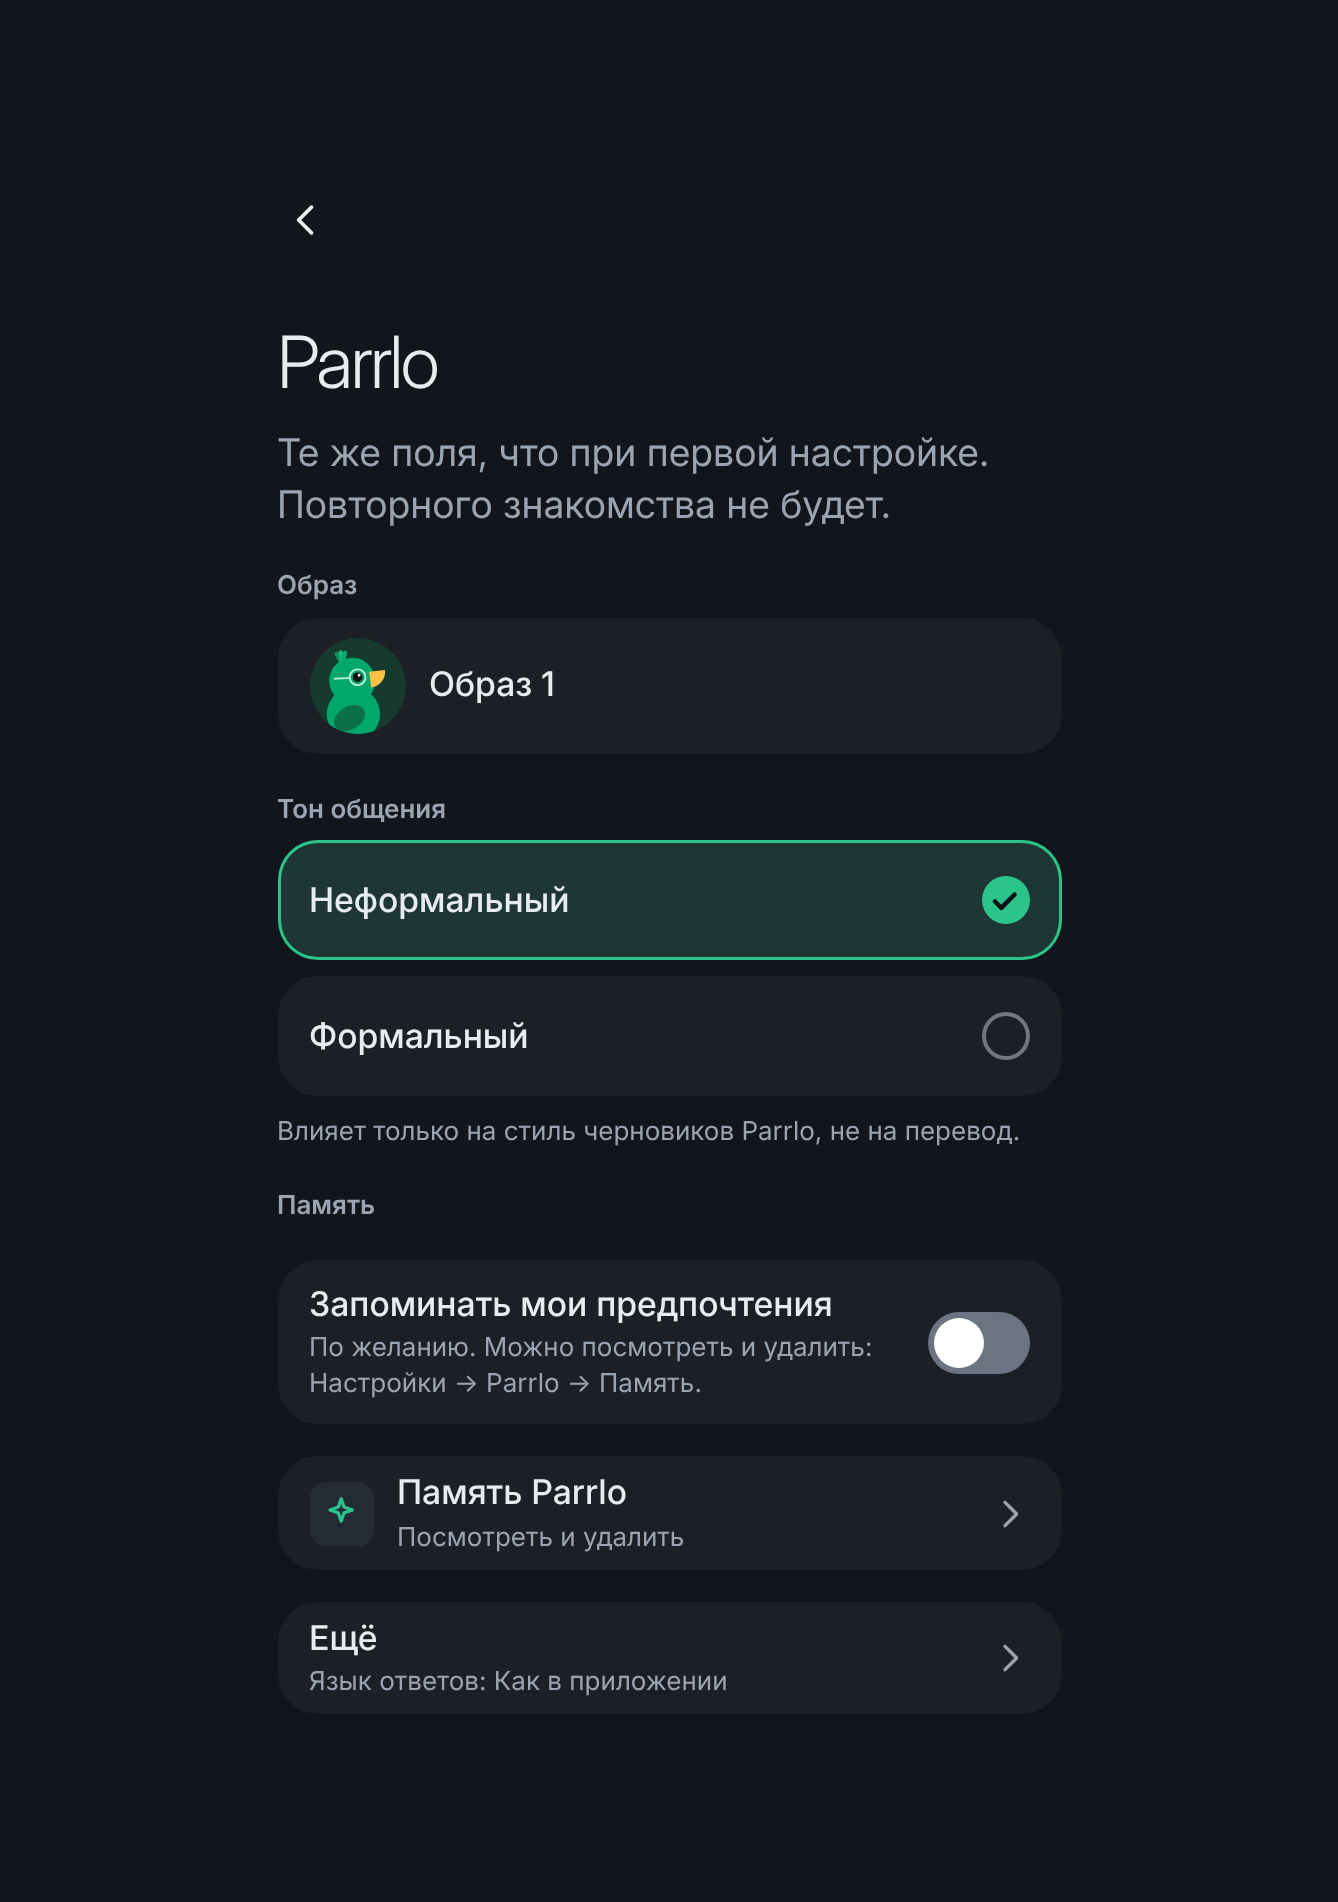 Parrlo
Те же поля, что при первой настройке.
Повторного знакомства не будет.
Образ
Образ 1
Тон общения
Неформальный
Формальный
Влияет только на стиль черновиков Parrlo, не на перевод.
Память
Запоминать мои предпочтения
По желанию. Можно посмотреть и удалить:
Настройки → Parrlo → Память.
Память Parrlo
Посмотреть и удалить
Ещё
Язык ответов: Как в приложении